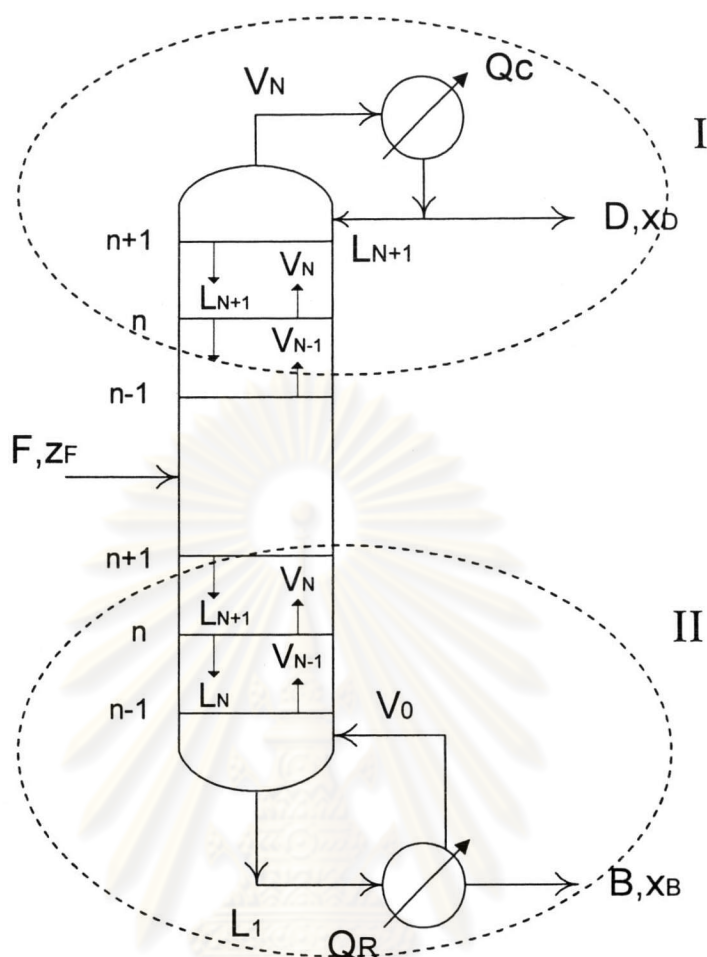 VN
Qc
I
D,xD
LN+1
n+1
VN
LN+1
n
VN-1
n-1
F,zF
n+1
VN
LN+1
n
II
VN-1
LN
n-1
V0
B,xB
L1
QR